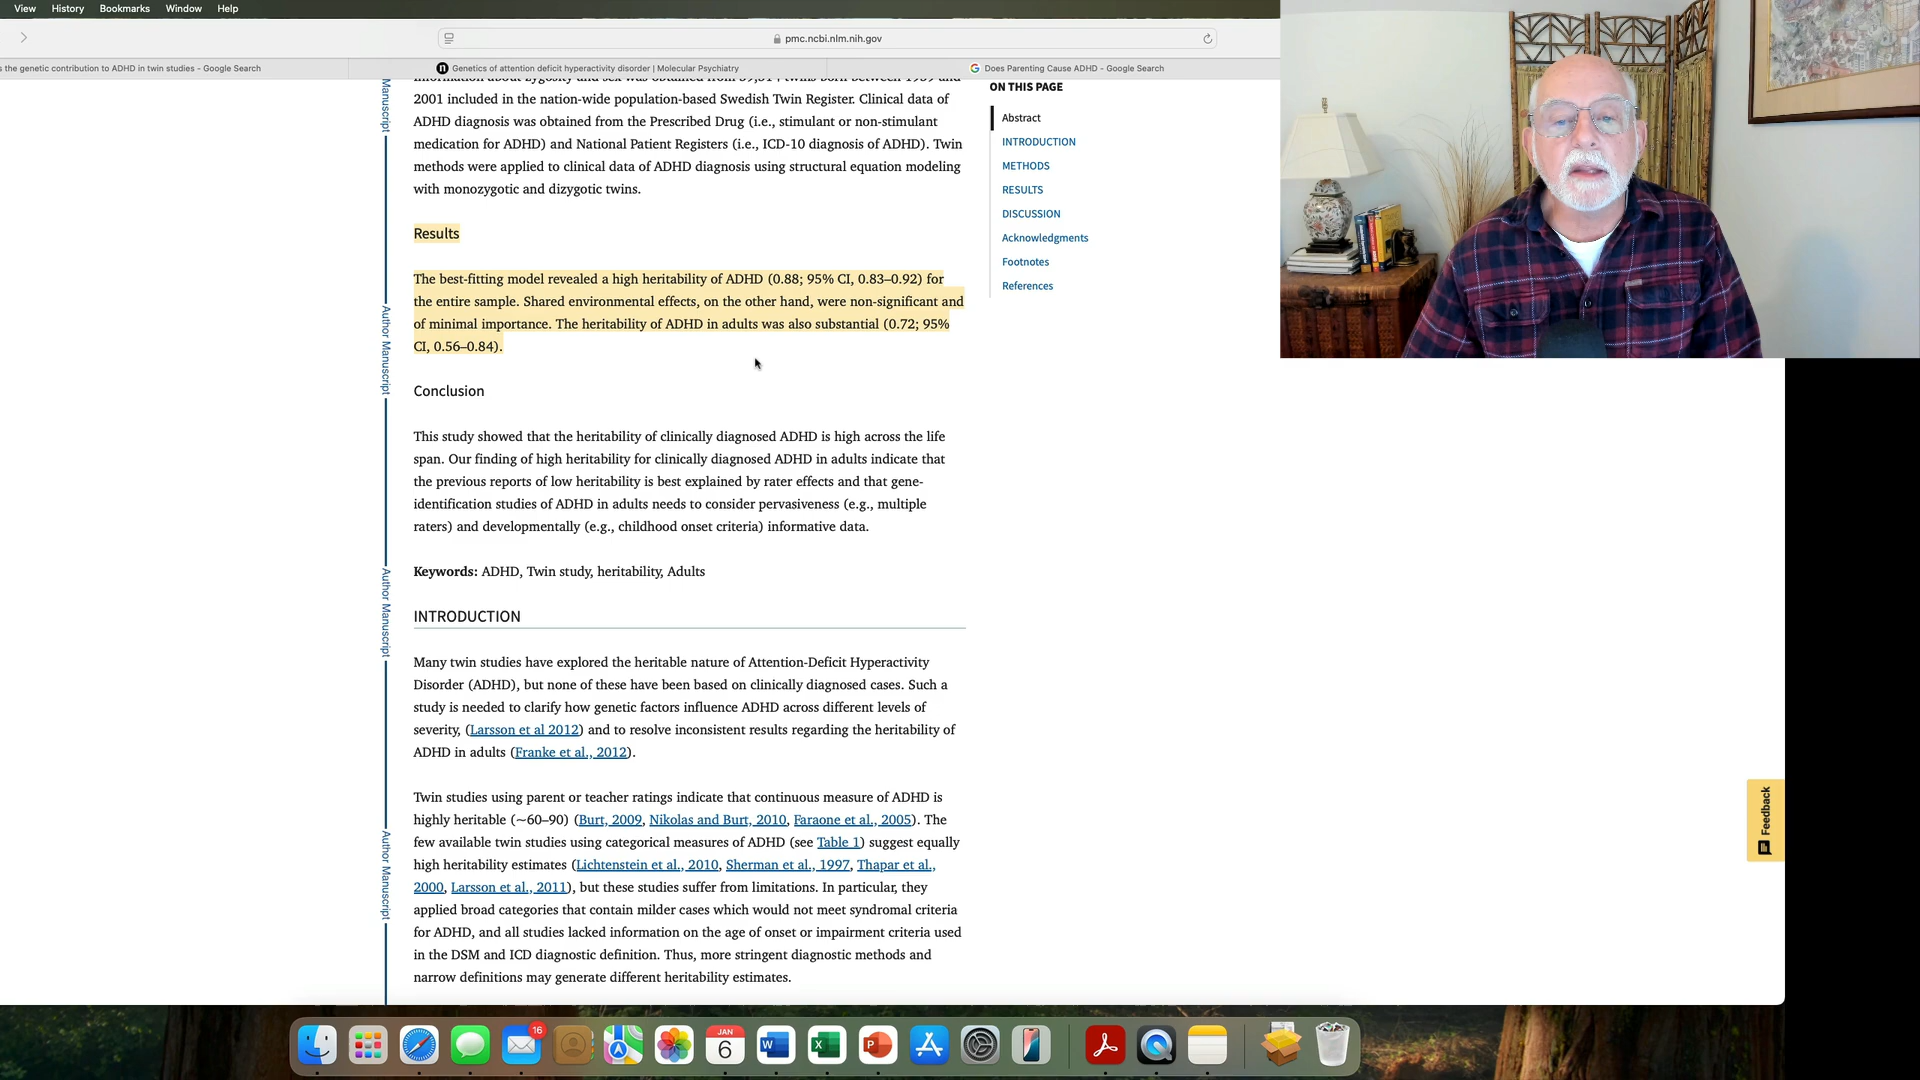 View History Bookmarks Window Help
pmc.ncbi.nlm.nih.gov
s the genetic contribution to ADHD in twin studies - Google Search
Genetics of attention deficit hyperactivity disorder | Molecular Psychiatry
Does Parenting Cause ADHD - Google Search
information about zygosity and sex was obtained from 59,514 twins born between 1959 and
2001 included in the nation-wide population-based Swedish Twin Register. Clinical data of
ADHD diagnosis was obtained from the Prescribed Drug (i.e., stimulant or non-stimulant
medication for ADHD) and National Patient Registers (i.e., ICD-10 diagnosis of ADHD). Twin
methods were applied to clinical data of ADHD diagnosis using structural equation modeling
with monozygotic and dizygotic twins.
Results
The best-fitting model revealed a high heritability of ADHD (0.88; 95% CI, 0.83–0.92) for
the entire sample. Shared environmental effects, on the other hand, were non-significant and
of minimal importance. The heritability of ADHD in adults was also substantial (0.72; 95%
CI, 0.56–0.84).
Conclusion
This study showed that the heritability of clinically diagnosed ADHD is high across the life
span. Our finding of high heritability for clinically diagnosed ADHD in adults indicate that
the previous reports of low heritability is best explained by rater effects and that gene-
identification studies of ADHD in adults needs to consider pervasiveness (e.g., multiple
raters) and developmentally (e.g., childhood onset criteria) informative data.
Keywords: ADHD, Twin study, heritability, Adults
INTRODUCTION
Many twin studies have explored the heritable nature of Attention-Deficit Hyperactivity
Disorder (ADHD), but none of these have been based on clinically diagnosed cases. Such a
study is needed to clarify how genetic factors influence ADHD across different levels of
severity, (Larsson et al 2012) and to resolve inconsistent results regarding the heritability of
ADHD in adults (Franke et al., 2012).
Twin studies using parent or teacher ratings indicate that continuous measure of ADHD is
highly heritable (~60–90) (Burt, 2009, Nikolas and Burt, 2010, Faraone et al., 2005). The
few available twin studies using categorical measures of ADHD (see Table 1) suggest equally
high heritability estimates (Lichtenstein et al., 2010, Sherman et al., 1997, Thapar et al.,
2000, Larsson et al., 2011), but these studies suffer from limitations. In particular, they
applied broad categories that contain milder cases which would not meet syndromal criteria
for ADHD, and all studies lacked information on the age of onset or impairment criteria used
in the DSM and ICD diagnostic definition. Thus, more stringent diagnostic methods and
narrow definitions may generate different heritability estimates.
Manuscript
Author Manuscript
Author Manuscript
Author Manuscript
ON THIS PAGE
Abstract
INTRODUCTION
METHODS
RESULTS
DISCUSSION
Acknowledgments
Footnotes
References
Feedback
16
JAN
6
W
X
P